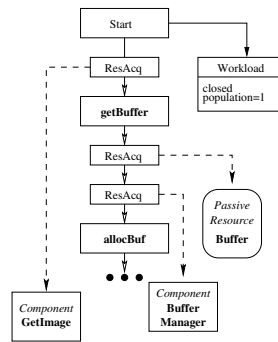 Start
ResAcq
Workload
closed
population=1
getBuffer
ResAcq
ResAcq
Passive
Resource
Buffer
allocBuf
Component
GetImage
Component
Buffer
Manager